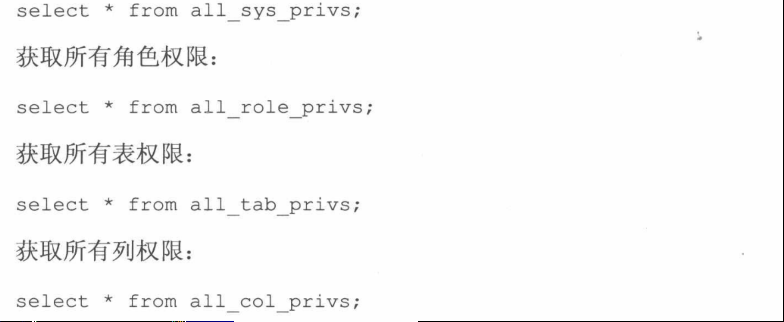 select * from all_sys_privs;
获取所有角色权限：
select * from all_role_privs;
获取所有表权限：
select * from all_tab_privs;
获取所有列权限：
select * from all_col_privs;